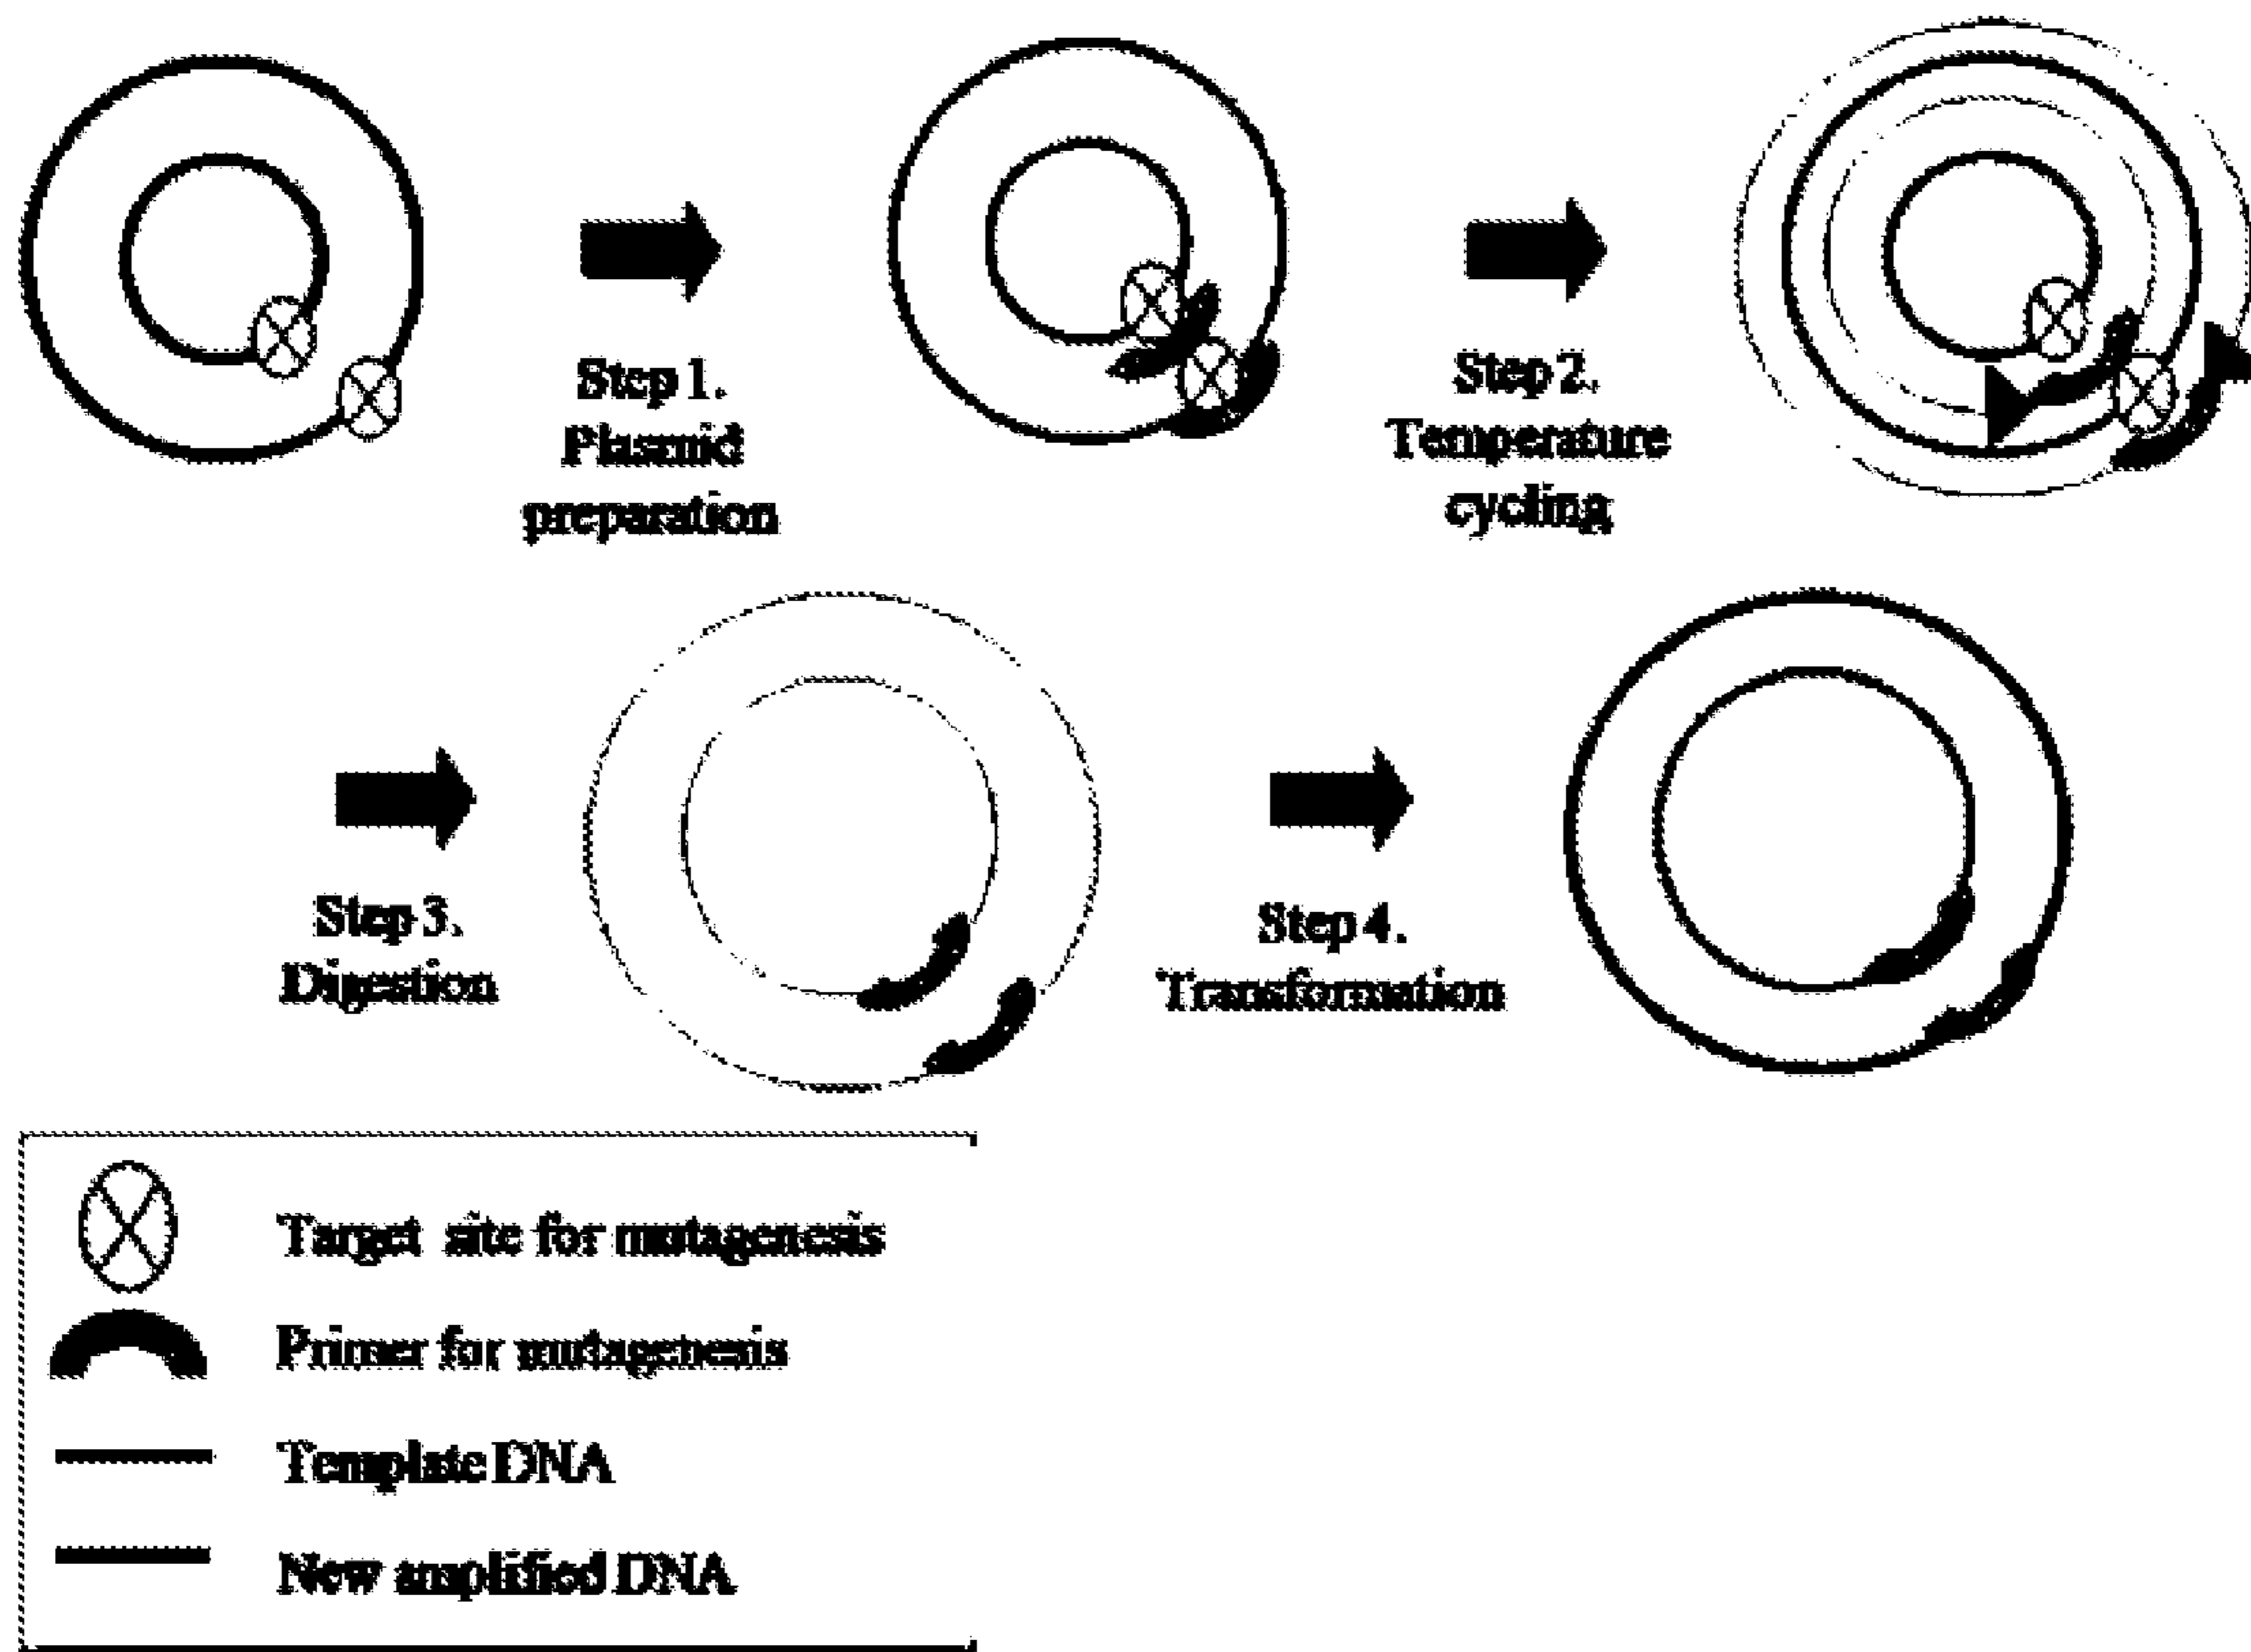 Step 1.
Plasmid
preparation
Step 2.
Temperature
cycling
Step 3.
Digestion
Step 4.
Transformation
Target site for mutagenesis
Primer for mutagenesis
Template DNA
New amplified DNA